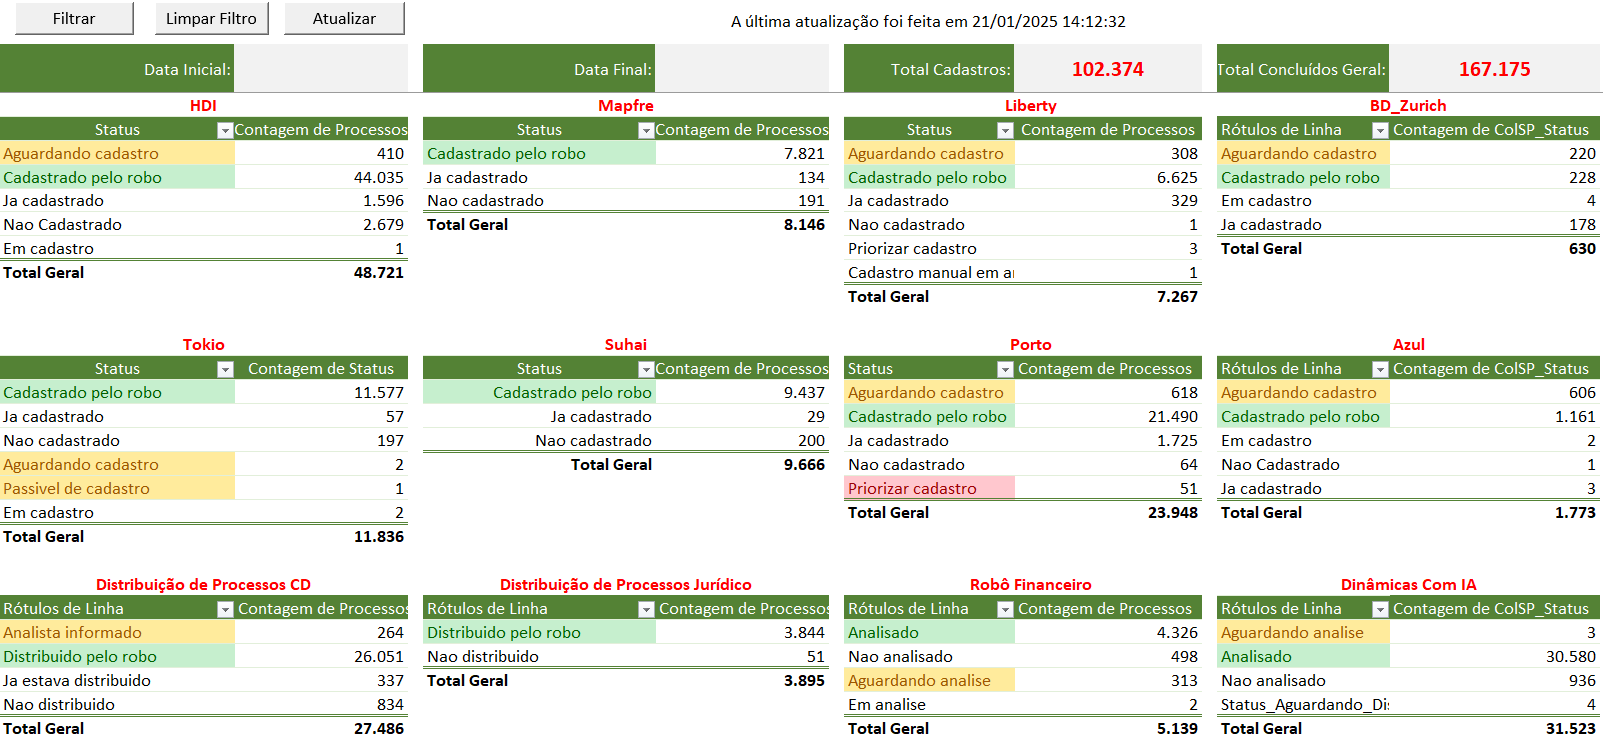 Filtrar
Limpar Filtro
Atualizar
A última atualização foi feita em 21/01/2025 14:12:32
Data Inicial:
Data Final:
Total Cadastros: 102.374
Total Concluídos Geral: 167.175
HDI
Status Contagem de Processos
Aguardando cadastro 410
Cadastrado pelo robo 44.035
Ja cadastrado 1.596
Nao Cadastrado 2.679
Em cadastro 1
Total Geral 48.721
Mapfre
Status Contagem de Processos
Cadastrado pelo robo 7.821
Ja cadastrado 134
Nao cadastrado 191
Total Geral 8.146
Liberty
Status Contagem de Processos
Aguardando cadastro 308
Cadastrado pelo robo 6.625
Ja cadastrado 329
Nao cadastrado 1
Priorizar cadastro 3
Cadastro manual em 1
Total Geral 7.267
BD_Zurich
Rótulos de Linha Contagem de ColSP_Status
Aguardando cadastro 220
Cadastrado pelo robo 228
Em cadastro 4
Ja cadastrado 178
Total Geral 630
Tokio
Status Contagem de Status
Cadastrado pelo robo 11.577
Ja cadastrado 57
Nao cadastrado 197
Aguardando cadastro 2
Passivel de cadastro 1
Em cadastro 2
Total Geral 11.836
Suhai
Status Contagem de Processos
Cadastrado pelo robo 9.437
Ja cadastrado 29
Nao cadastrado 200
Total Geral 9.666
Porto
Status Contagem de Processos
Aguardando cadastro 618
Cadastrado pelo robo 21.490
Ja cadastrado 1.725
Nao cadastrado 64
Priorizar cadastro 51
Total Geral 23.948
Azul
Rótulos de Linha Contagem de ColSP_Status
Aguardando cadastro 606
Cadastrado pelo robo 1.161
Em cadastro 2
Nao Cadastrado 1
Ja cadastrado 3
Total Geral 1.773
Distribuição de Processos CD
Rótulos de Linha Contagem de Processos
Analista informado 264
Distribuido pelo robo 26.051
Ja estava distribuido 337
Nao distribuido 834
Total Geral 27.486
Distribuição de Processos Jurídico
Rótulos de Linha Contagem de Processos
Distribuido pelo robo 3.844
Nao distribuido 51
Total Geral 3.895
Robô Financeiro
Rótulos de Linha Contagem de Processos
Analisado 4.326
Nao analisado 498
Aguardando analise 313
Em analise 2
Total Geral 5.139
Dinâmicas Com IA
Rótulos de Linha Contagem de ColSP_Status
Aguardando analise 3
Analisado 30.580
Nao analisado 936
Status_Aguardando_Di 4
Total Geral 31.523